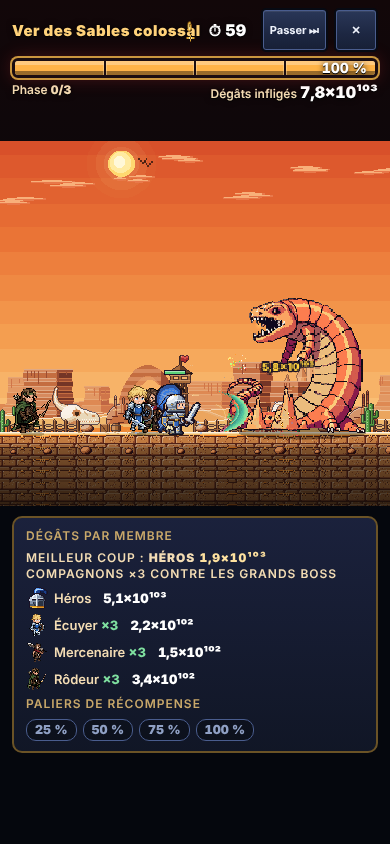 Ver des Sables colossal ⏱ 59 Passer ⏭ ×
100 %
Phase 0/3 Dégâts infligés 7,8×10¹⁰³
DÉGÂTS PAR MEMBRE
MEILLEUR COUP : HÉROS 1,9×10¹⁰³
COMPAGNONS ×3 CONTRE LES GRANDS BOSS
Héros 5,1×10¹⁰³
Écuyer ×3 2,2×10¹⁰²
Mercenaire ×3 1,5×10¹⁰²
Rôdeur ×3 3,4×10¹⁰²
PALIERS DE RÉCOMPENSE
25 % 50 % 75 % 100 %